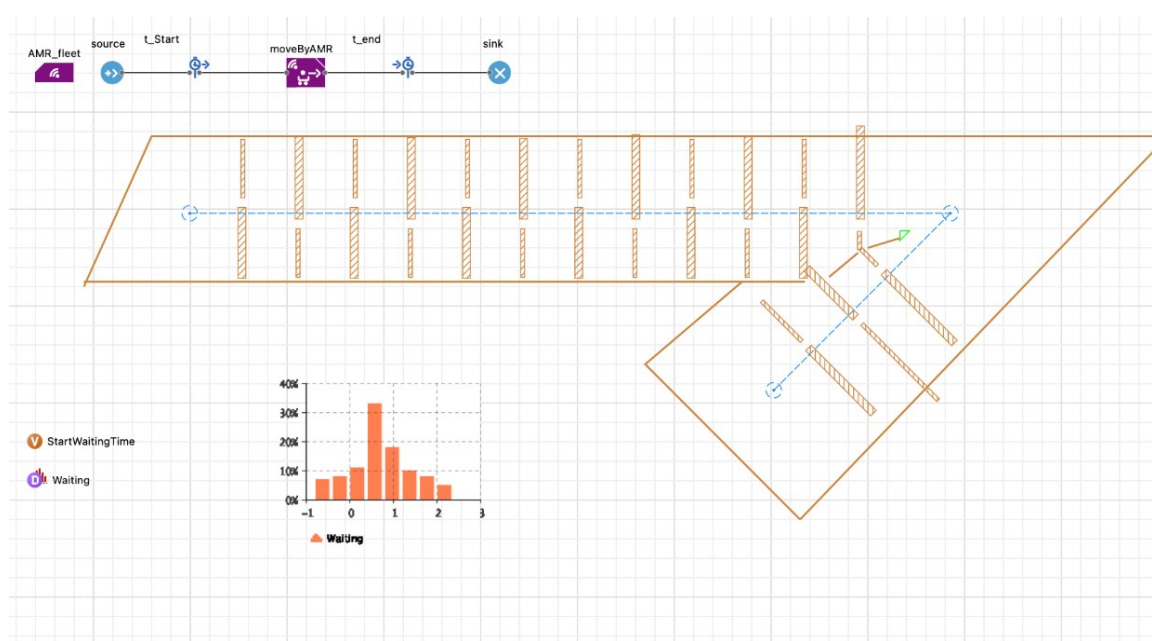 AMR_fleet
source
t_Start
moveByAMR
t_end
sink
StartWaitingTime
Waiting
40%
30%
20%
10%
0%
-1 0 1 2 3
Waiting
V
D